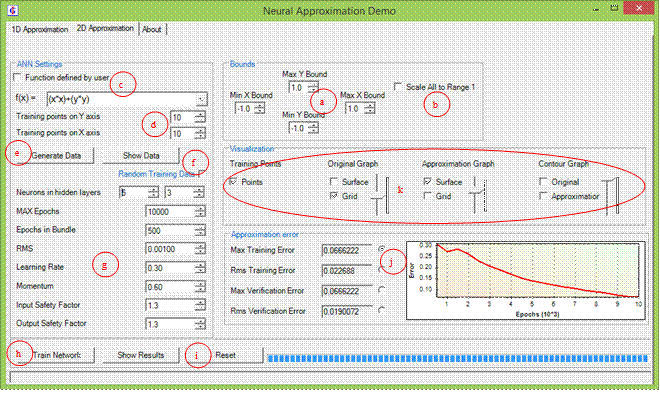 Neural Approximation Demo
1D Approximation 2D Approximation About
ANN Settings
Function defined by user
c
f(x) = (x*x)+(y*y)
Training points on Y axis 10
d
Training points on X axis 10
e Generate Data Show Data f
Random Training Data
Neurons in hidden layers 6 3
MAX Epochs 10000
Epochs in Bundle 500
RMS 0.00100
g
Learning Rate 0.30
Momentum 0.60
Input Safety Factor 1.3
Output Safety Factor 1.3
h Train Network Show Results i Reset
Bounds
Max Y Bound
1.0
Scale All to Range 1
Min X Bound Max X Bound
-1.0 a 1.0 b
Min Y Bound
-1.0
Visualization
Training Points Original Graph Approximation Graph Contour Graph
Points Surface k Surface Original
Grid Grid Approximation
Approximation error
Max Training Error 0.0666222
j
Rms Training Error 0.022688
Max Verification Error 0.0666222
Rms Verification Error 0.0190072
0.30
0.25
0.20
0.15
0.10
Error
1 2 3 4 5 6 7 8 9 10
Epochs (10^3)